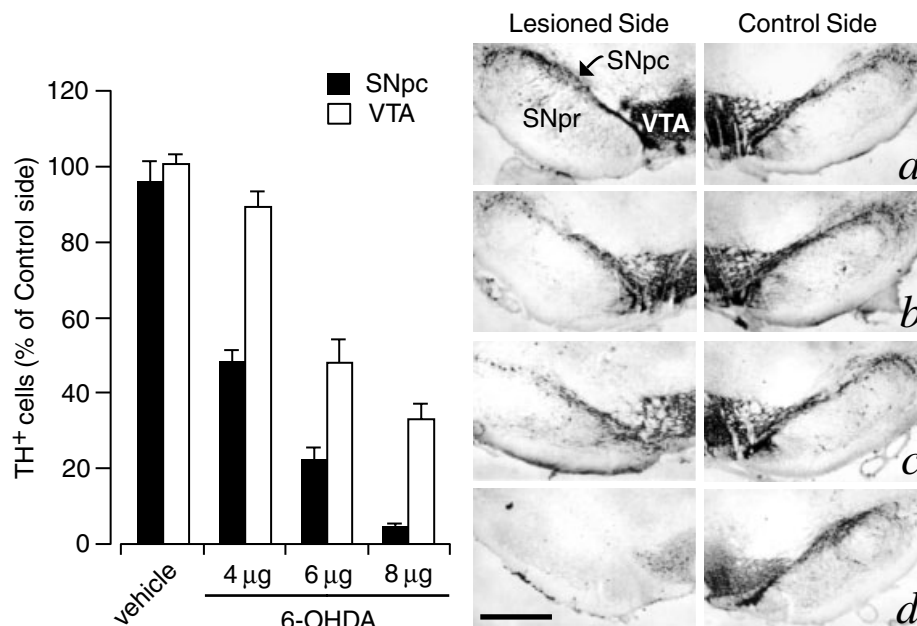 SNpc
VTA
TH+ cells (% of Control side)
120
100
80
60
40
20
0
vehicle
4 µg 6 µg 8 µg
6-OHDA
Lesioned Side Control Side
SNpc
SNpr
VTA
a
b
c
d